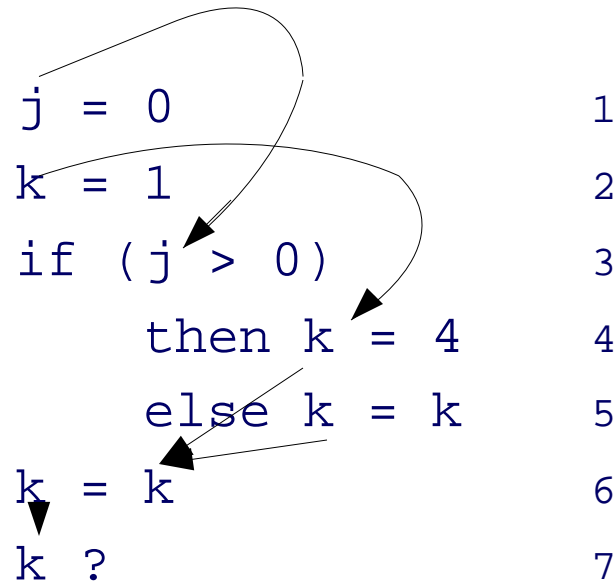 j = 0 1
k = 1 2
if (j > 0) 3
then k = 4 4
else k = k 5
k = k 6
k ? 7